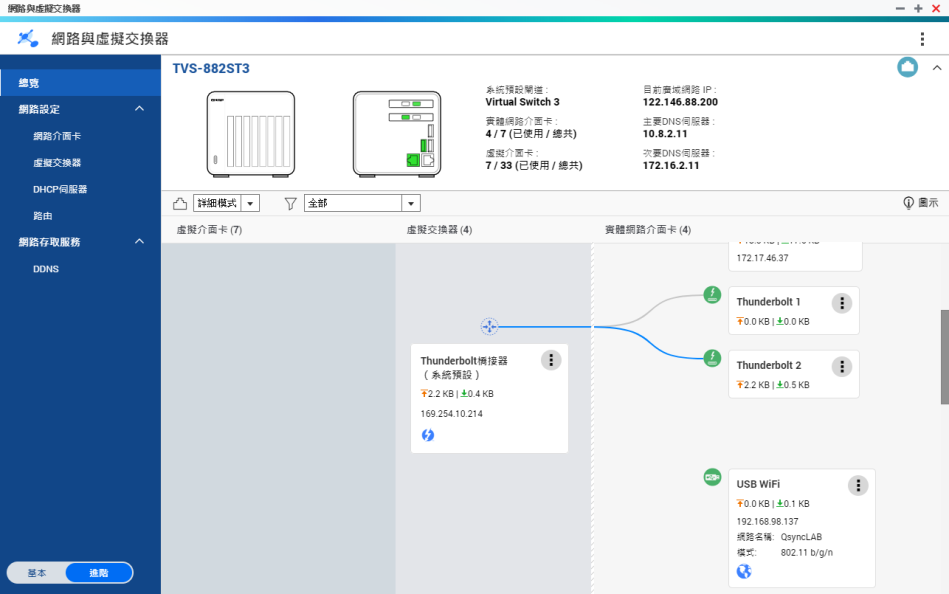 網路與虛擬交換器
網路與虛擬交換器
總覽
網路設定
網路介面卡
虛擬交換器
DHCP伺服器
路由
網路存取服務
DDNS
基本
進階
TVS-882ST3
系統預設閘道 :
Virtual Switch 3
實體網路介面卡 :
4 / 7 (已使用 / 總共)
虛擬介面卡 :
7 / 33 (已使用 / 總共)
目前廣域網路 IP :
122.146.88.200
主要DNS伺服器 :
10.8.2.11
次要DNS伺服器 :
172.16.2.11
詳細模式
全部
圖示
虛擬介面卡 (7)
虛擬交換器 (4)
實體網路介面卡 (4)
172.17.46.37
Thunderbolt 1
0.0 KB | 0.0 KB
Thunderbolt橋接器
（系統預設）
2.2 KB | 0.4 KB
169.254.10.214
Thunderbolt 2
2.2 KB | 0.5 KB
USB WiFi
0.0 KB | 0.1 KB
192.168.98.137
網路名稱: QsyncLAB
模式: 802.11 b/g/n